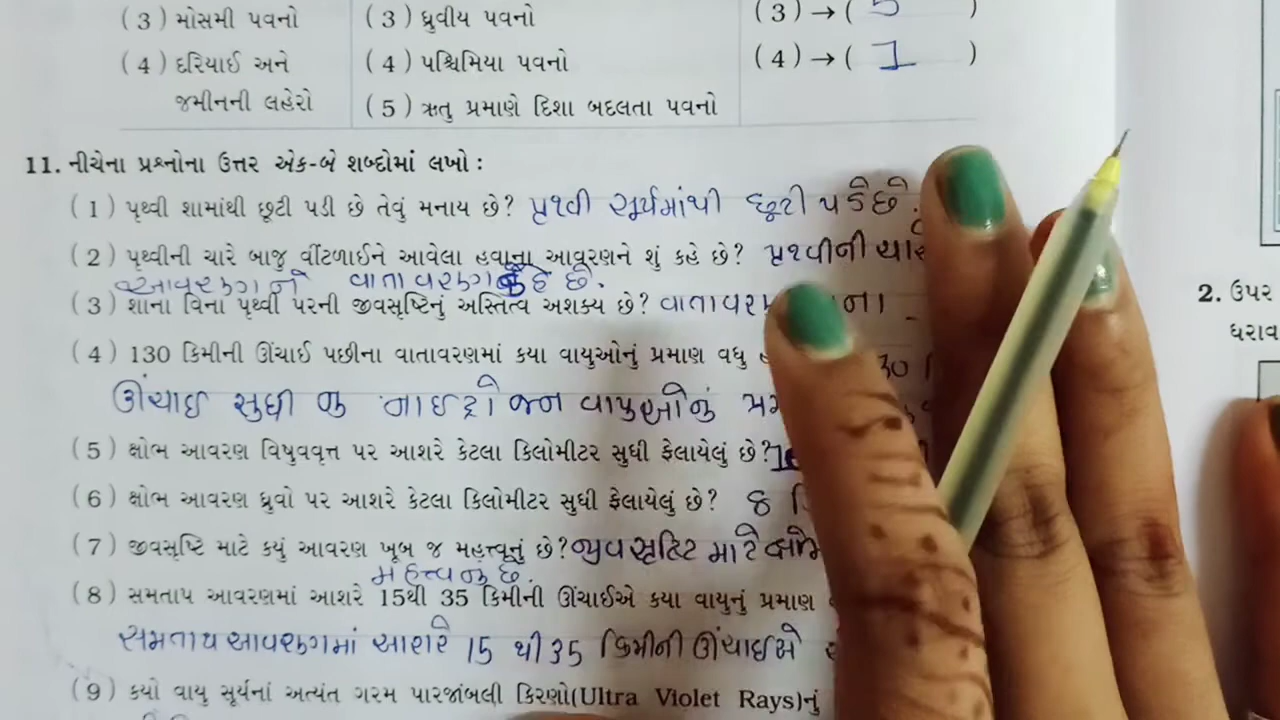 (3) મોસમી પવનો (3) ધ્રુવીય પવનો (3) → ( 5 )
(4) દરિયાઈ અને (4) પશ્ચિમિયા પવનો (4) → ( 1 )
જમીનની લહેરો (5) ઋતુ પ્રમાણે દિશા બદલતા પવનો
11. નીચેના પ્રશ્નોના ઉત્તર એક-બે શબ્દોમાં લખો :
(1) પૃથ્વી શામાંથી છૂટી પડી છે તેવું મનાય છે? પૃથ્વી સૂર્યમાંથી છૂટી પડે છે.
(2) પૃથ્વીની ચારે બાજુ વીંટળાઈને આવેલા હવાના આવરણને શું કહે છે? પૃથ્વીની
આવરણને વાતાવરણ કહે છે.
(3) શાના વિના પૃથ્વી પરની જીવસૃષ્ટિનું અસ્તિત્વ અશક્ય છે?
(4) 130 કિમીની ઊંચાઈ પછીના વાતાવરણમાં કયા વાયુઓનું પ્રમાણ વધુ
ઊંચાઈ સુધી જ નાઈટ્રોજન વાયુઓનું
(5) ક્ષોભ આવરણ વિષુવવૃત્ત પર આશરે કેટલા કિલોમીટર સુધી ફેલાયેલું છે?
(6) ક્ષોભ આવરણ ધ્રુવો પર આશરે કેટલા કિલોમીટર સુધી ફેલાયેલું છે? 8
(7) જીવસૃષ્ટિ માટે કયું આવરણ ખૂબ જ મહત્ત્વનું છે? જીવસૃષ્ટિ માટે
મહત્વનું છે.
(8) સમતાપ આવરણમાં આશરે 15થી 35 કિમીની ઊંચાઈએ કયા વાયુનું પ્રમાણ
સમતાપ આવરણમાં આશરે 15 થી 35 કિમીની ઊંચાઈએ
(9) કયો વાયુ સૂર્યનાં અત્યંત ગરમ પારજાંબલી કિરણો(Ultra Violet Rays)નું
2. ઉપર
ધરાવ